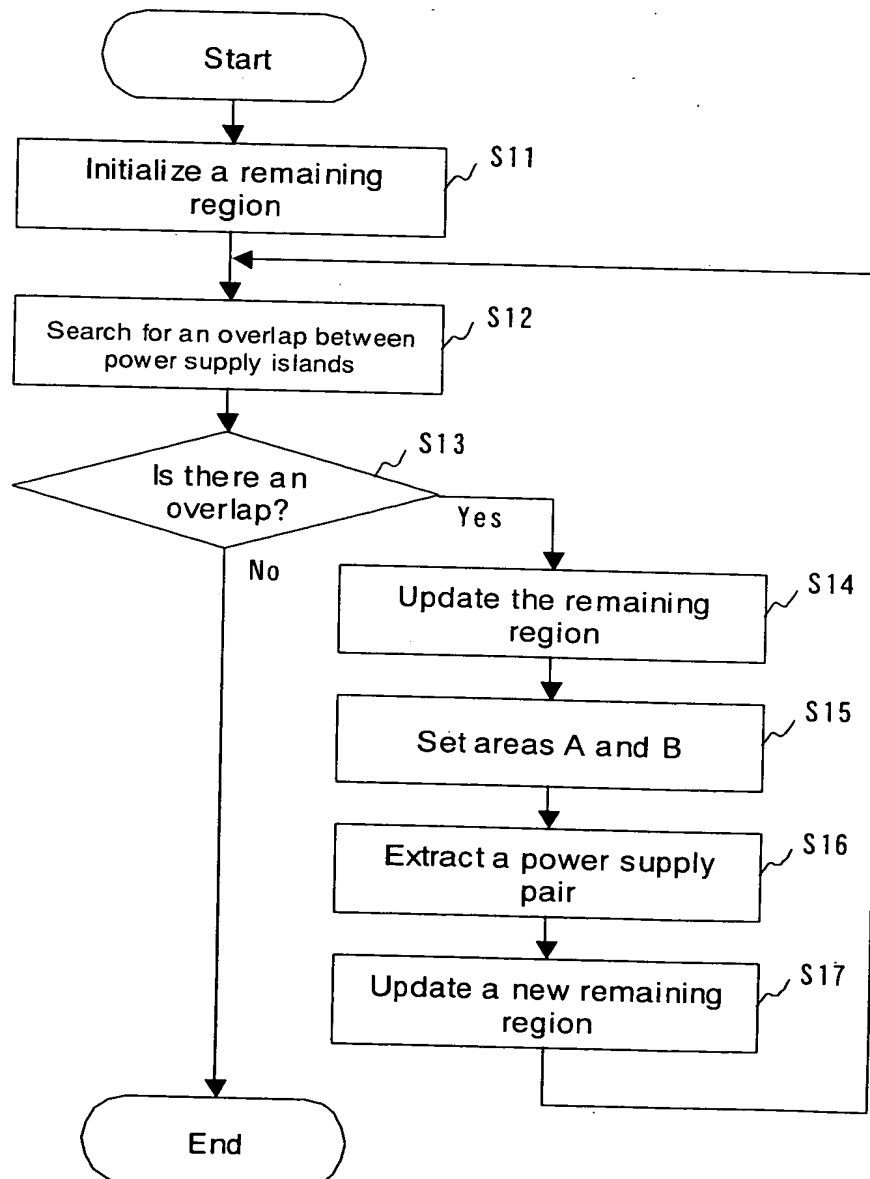 Start
Initialize a remaining
region
S11
Search for an overlap between
power supply islands
S12
Is there an
overlap?
S13
Yes
No
Update the remaining
region
S14
Set areas A and B
S15
Extract a power supply
pair
S16
Update a new remaining
region
S17
End